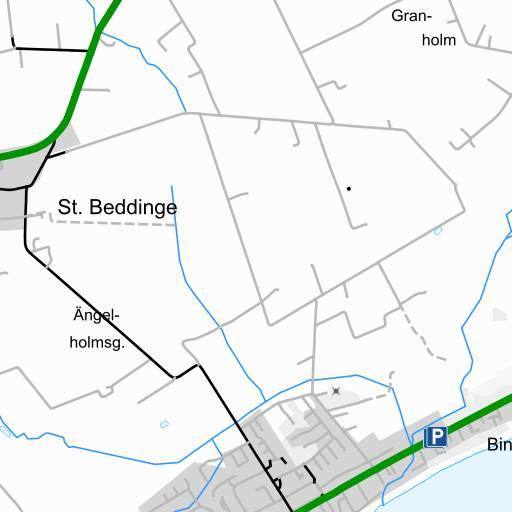 Gran-
holm
St. Beddinge
Ängel-
holmsg.
P
Bin